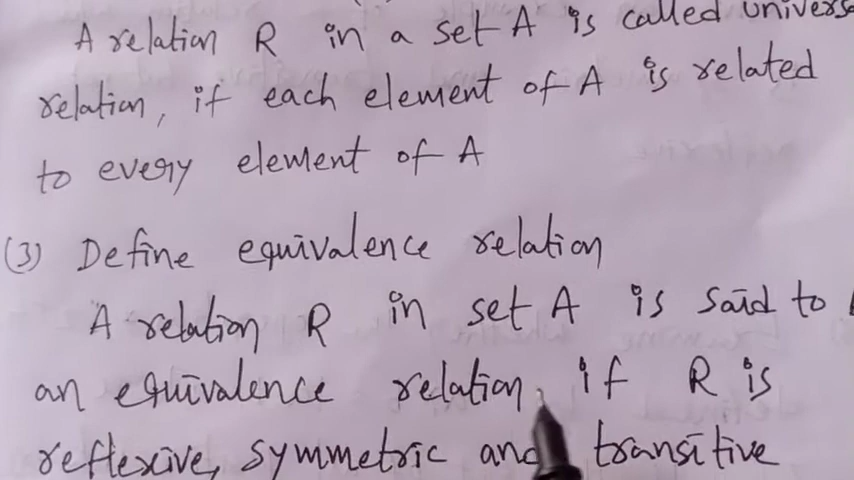 A relation R in a set A is called univers
relation, if each element of A is related
to every element of A
(3) Define equivalence relation
A relation R in set A is said to
an equivalence relation if R is
reflexive, symmetric and transitive